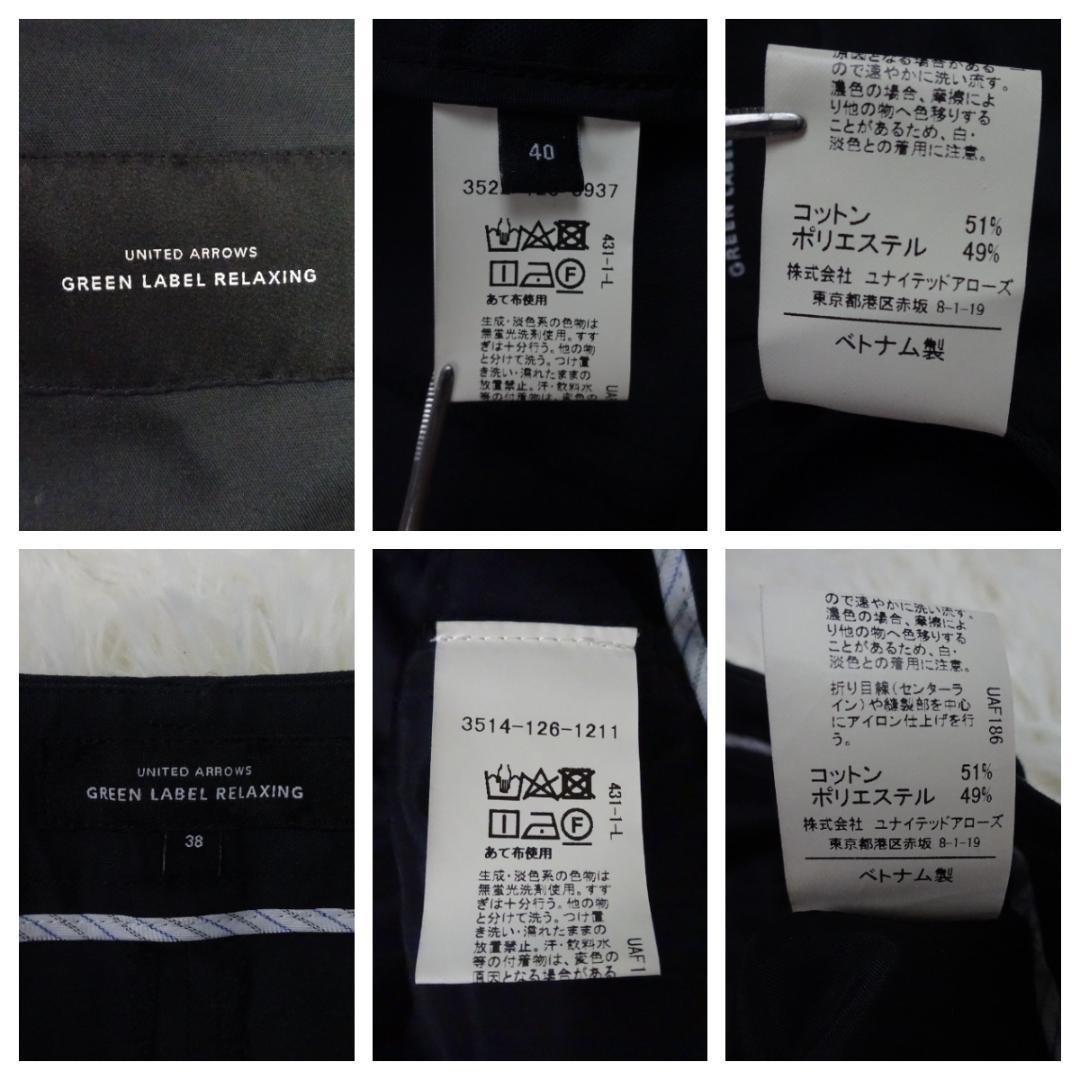 UNITED ARROWS
GREEN LABEL RELAXING
40
937
431-1-L
F
あて布使用
生成・淡色系の色物は
無蛍光洗剤使用。すす
ぎは十分行う。他の物
と分けて洗う。つけ置
き洗い・濡れたままの
放置禁止。汗・飲料水
等の付着物は、変色の
UA
原因となる場合がある
ので速やかに洗い流す。
濃色の場合、摩擦によ
り他の物へ色移りする
ことがあるため、白・
淡色との着用に注意。
GREEN LABEL
コットン 51%
ポリエステル 49%
株式会社 ユナイテッドアローズ
東京都港区赤坂 8-1-19
ベトナム製
UNITED ARROWS
GREEN LABEL RELAXING
38
3514-126-1211
431-1-L
F
あて布使用
生成・淡色系の色物は
無蛍光洗剤使用。すす
ぎは十分行う。他の物
と分けて洗う。つけ置
き洗い・濡れたままの
放置禁止。汗・飲料水
等の付着物は、変色の
原因となる場合がある
UAF1
ので速やかに洗い流す。
濃色の場合、摩擦によ
り他の物へ色移りする
ことがあるため、白・
淡色との着用に注意。
折り目線(センターラ
イン)や縫製部を中心
にアイロン仕上げを行
う。
UAF186
コットン 51%
ポリエステル 49%
株式会社 ユナイテッドアローズ
東京都港区赤坂 8-1-19
ベトナム製